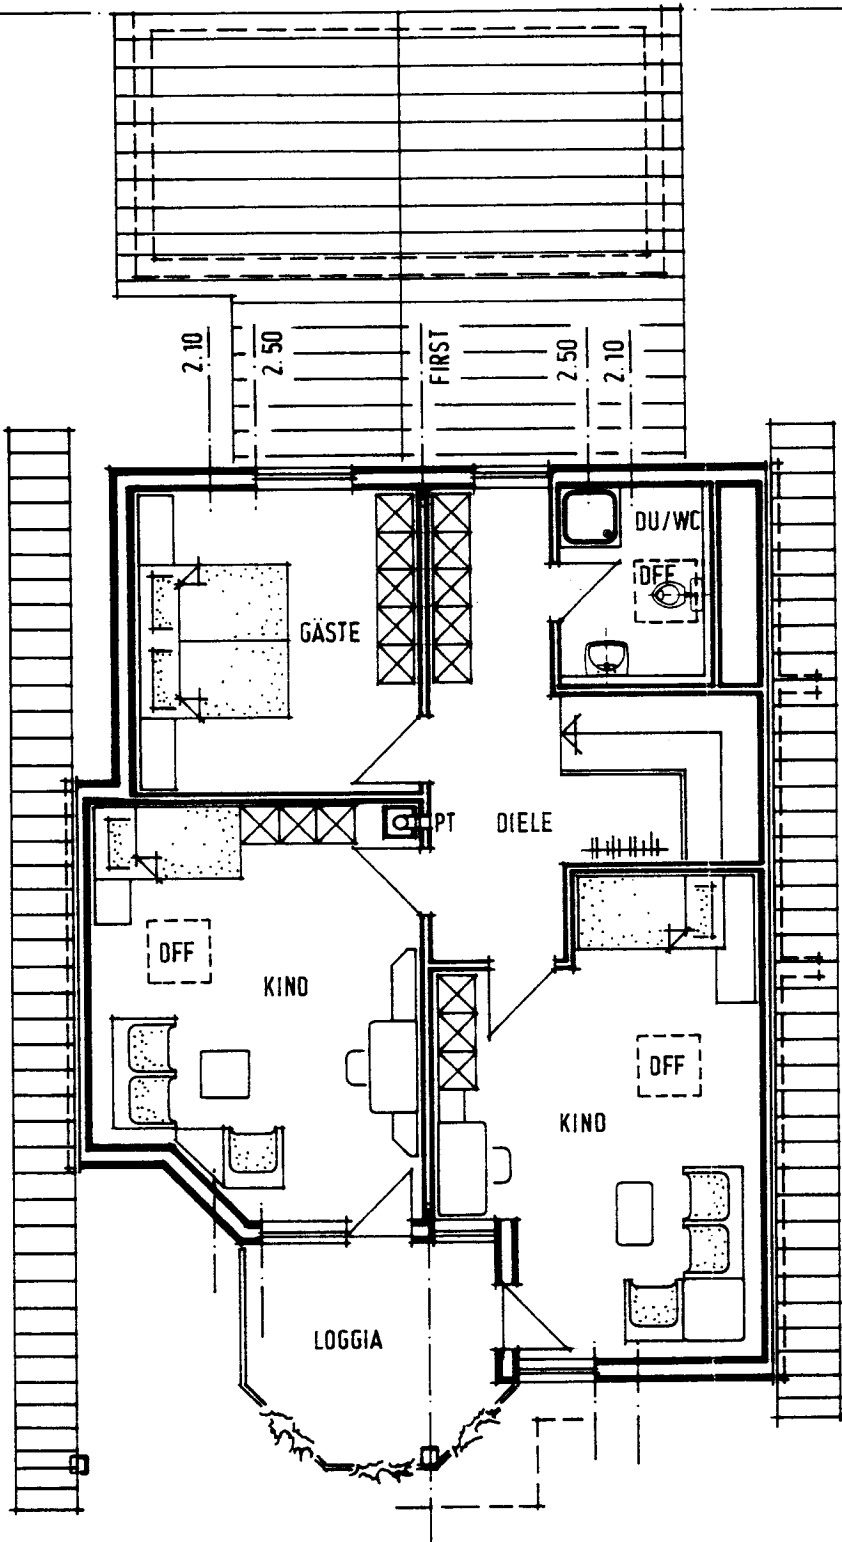 2.10
2.50
FIRST
2.50
2.10
DU/WC
DFF
GÄSTE
PT
DIELE
DFF
KIND
DFF
KIND
LOGGIA